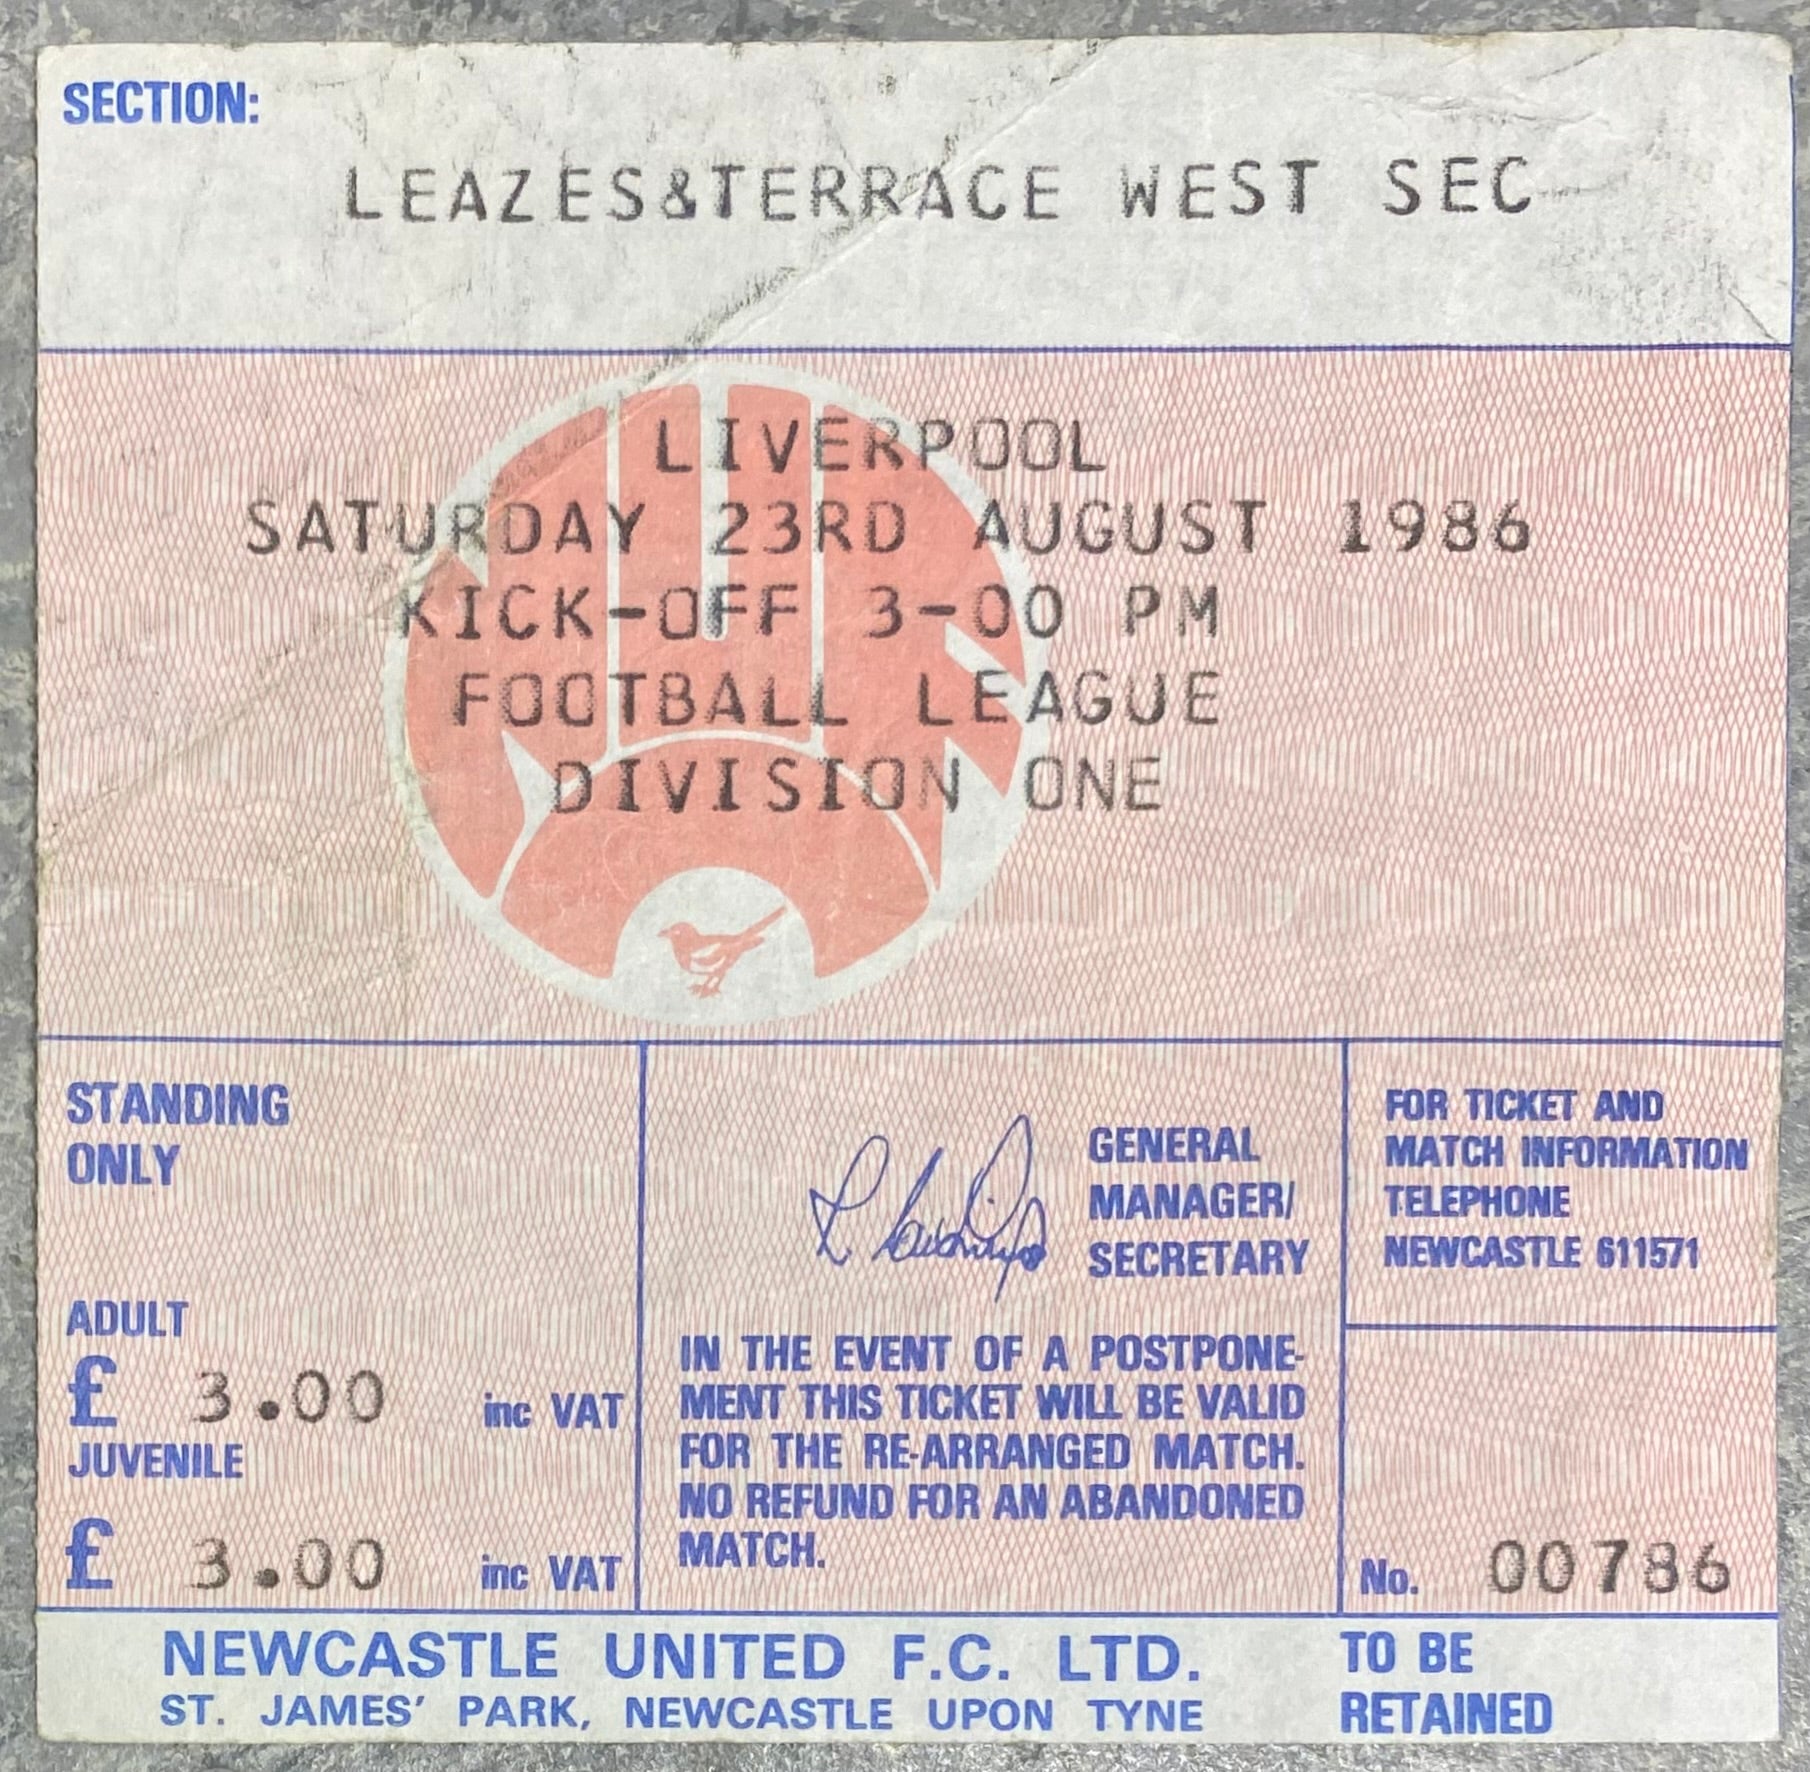 SECTION:
LEAZES&TERRACE WEST SEC
LIVERPOOL
SATURDAY 23RD AUGUST 1986
KICK-OFF 3-00 PM
FOOTBALL LEAGUE
DIVISION ONE
STANDING
ONLY
ADULT
£ 3.00 inc VAT
JUVENILE
£ 3.00 inc VAT
GENERAL
MANAGER/
SECRETARY
IN THE EVENT OF A POSTPONE-
MENT THIS TICKET WILL BE VALID
FOR THE RE-ARRANGED MATCH.
NO REFUND FOR AN ABANDONED
MATCH.
FOR TICKET AND
MATCH INFORMATION
TELEPHONE
NEWCASTLE 611571
No. 00786
NEWCASTLE UNITED F.C. LTD.
ST. JAMES' PARK, NEWCASTLE UPON TYNE
TO BE
RETAINED